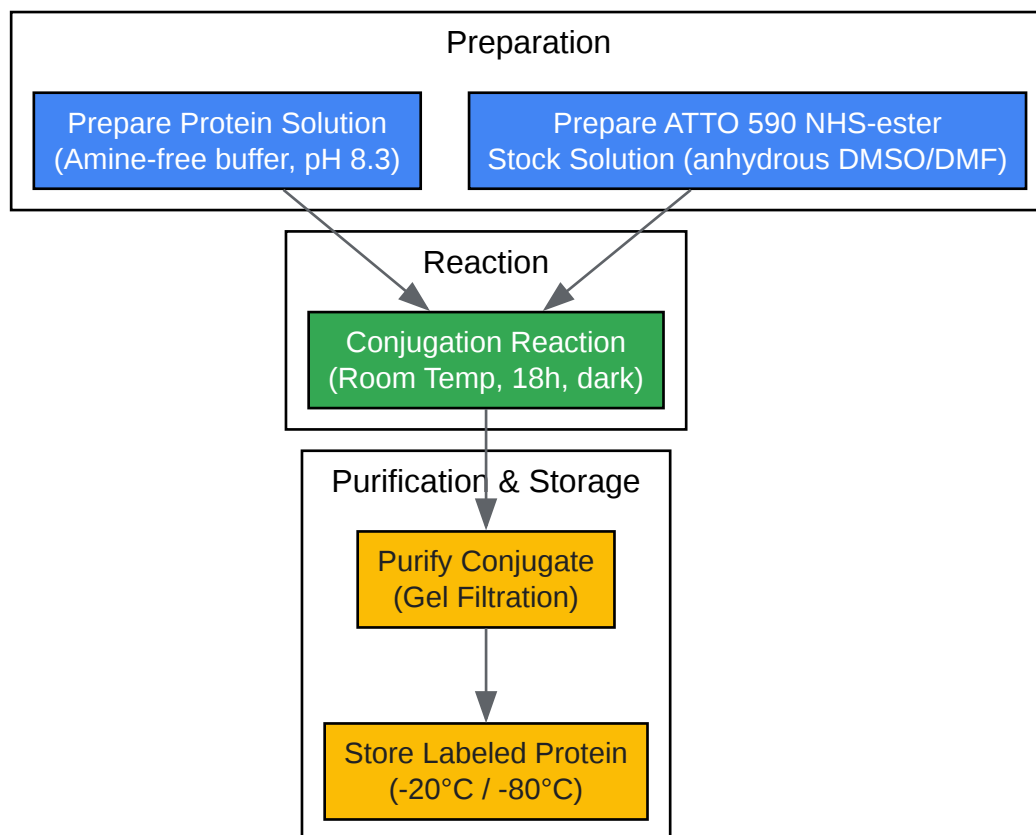 Preparation
Prepare Protein Solution
(Amine-free buffer, pH 8.3)
Prepare ATTO 590 NHS-ester
Stock Solution (anhydrous DMSO/DMF)
Reaction
Conjugation Reaction
(Room Temp, 18h, dark)
Purification & Storage
Purify Conjugate
(Gel Filtration)
Store Labeled Protein
(-20°C / -80°C)